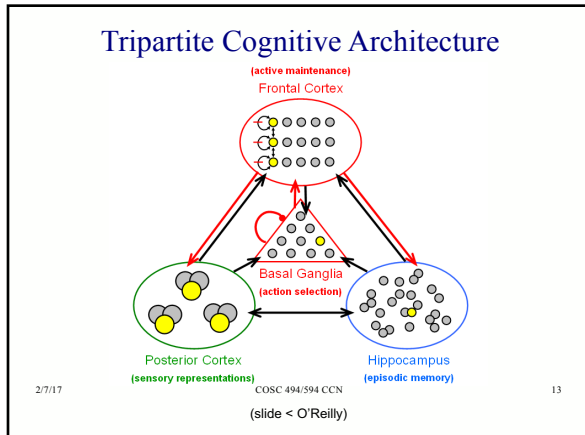 Tripartite Cognitive Architecture
(active maintenance)
Frontal Cortex
Basal Ganglia
(action selection)
Posterior Cortex
(sensory representations)
Hippocampus
(episodic memory)
2/7/17
COSC 494/594 CCN
13
(slide < O'Reilly)